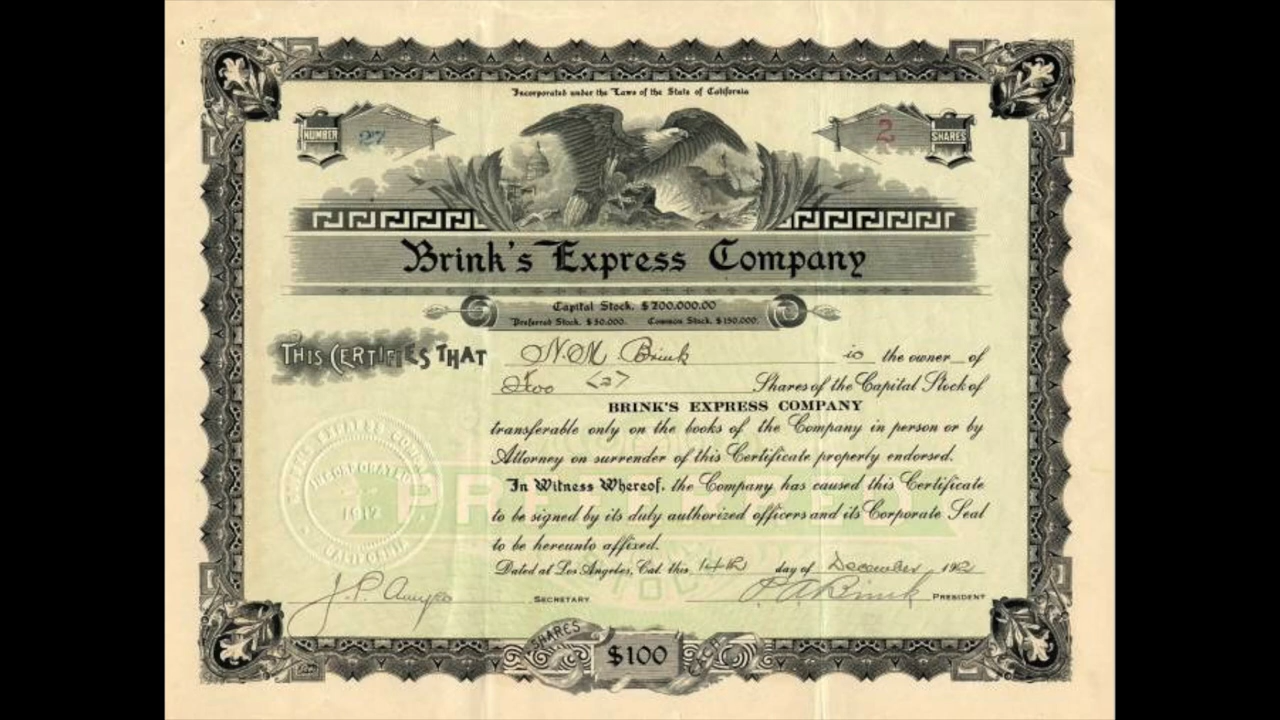 Incorporated under the Laws of the State of California
NUMBER 27
2 SHARES
Brink's Express Company
Capital Stock, $200,000.00
Preferred Stock, $50,000. Common Stock, $150,000.
THIS CERTIFIES THAT N. M. Brink is the owner of
Two <2> Shares of the Capital Stock of
BRINK'S EXPRESS COMPANY
transferable only on the books of the Company in person or by
Attorney on surrender of this Certificate properly endorsed.
In Witness Whereof, the Company has caused this Certificate
to be signed by its duly authorized officers and its Corporate Seal
to be hereunto affixed.
Dated at Los Angeles, Cal. this 14th day of December 191
J. P. SECRETARY P A Brink PRESIDENT
EXPRESS
INCORPORATED
1912
CALIFORNIA
PREFERRED
SHARES
$100